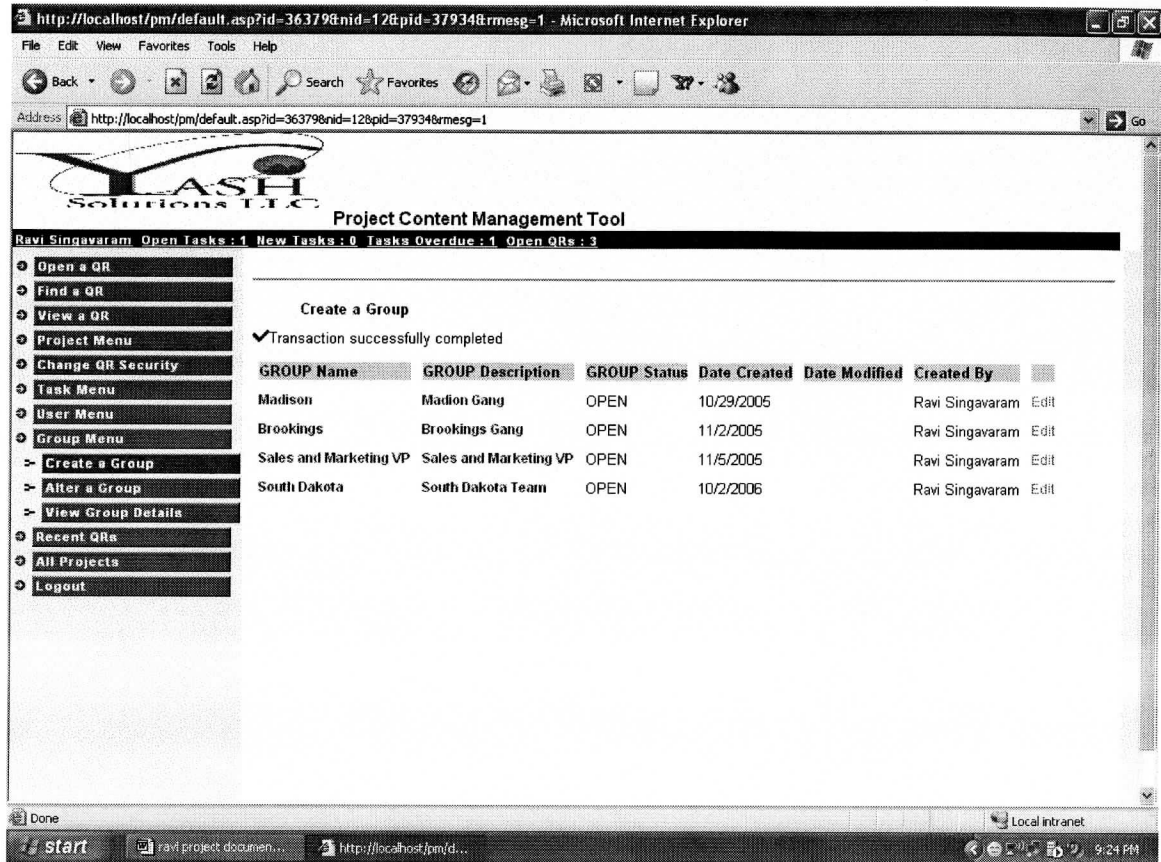 http://localhost/pm/default.asp?id=36379&nid=12&pid=37934&rmesg=1 - Microsoft Internet Explorer
File Edit View Favorites Tools Help
Back Search Favorites
Address http://localhost/pm/default.asp?id=36379&nid=12&pid=37934&rmesg=1 Go
YASH
Solutions LLC
Project Content Management Tool
Ravi Singavaram Open Tasks : 1 New Tasks : 0 Tasks Overdue : 1 Open QRs : 3
Open a QR
Find a QR
View a QR
Project Menu
Change QR Security
Task Menu
User Menu
Group Menu
Create a Group
Alter a Group
View Group Details
Recent QRs
All Projects
Logout
Create a Group
Transaction successfully completed
GROUP Name GROUP Description GROUP Status Date Created Date Modified Created By
Madison Madion Gang OPEN 10/29/2005 Ravi Singavaram Edit
Brookings Brookings Gang OPEN 11/2/2005 Ravi Singavaram Edit
Sales and Marketing VP Sales and Marketing VP OPEN 11/5/2005 Ravi Singavaram Edit
South Dakota South Dakota Team OPEN 10/2/2006 Ravi Singavaram Edit
Done Local intranet
start ravi project documen... http://localhost/pm/d... 9:24 PM